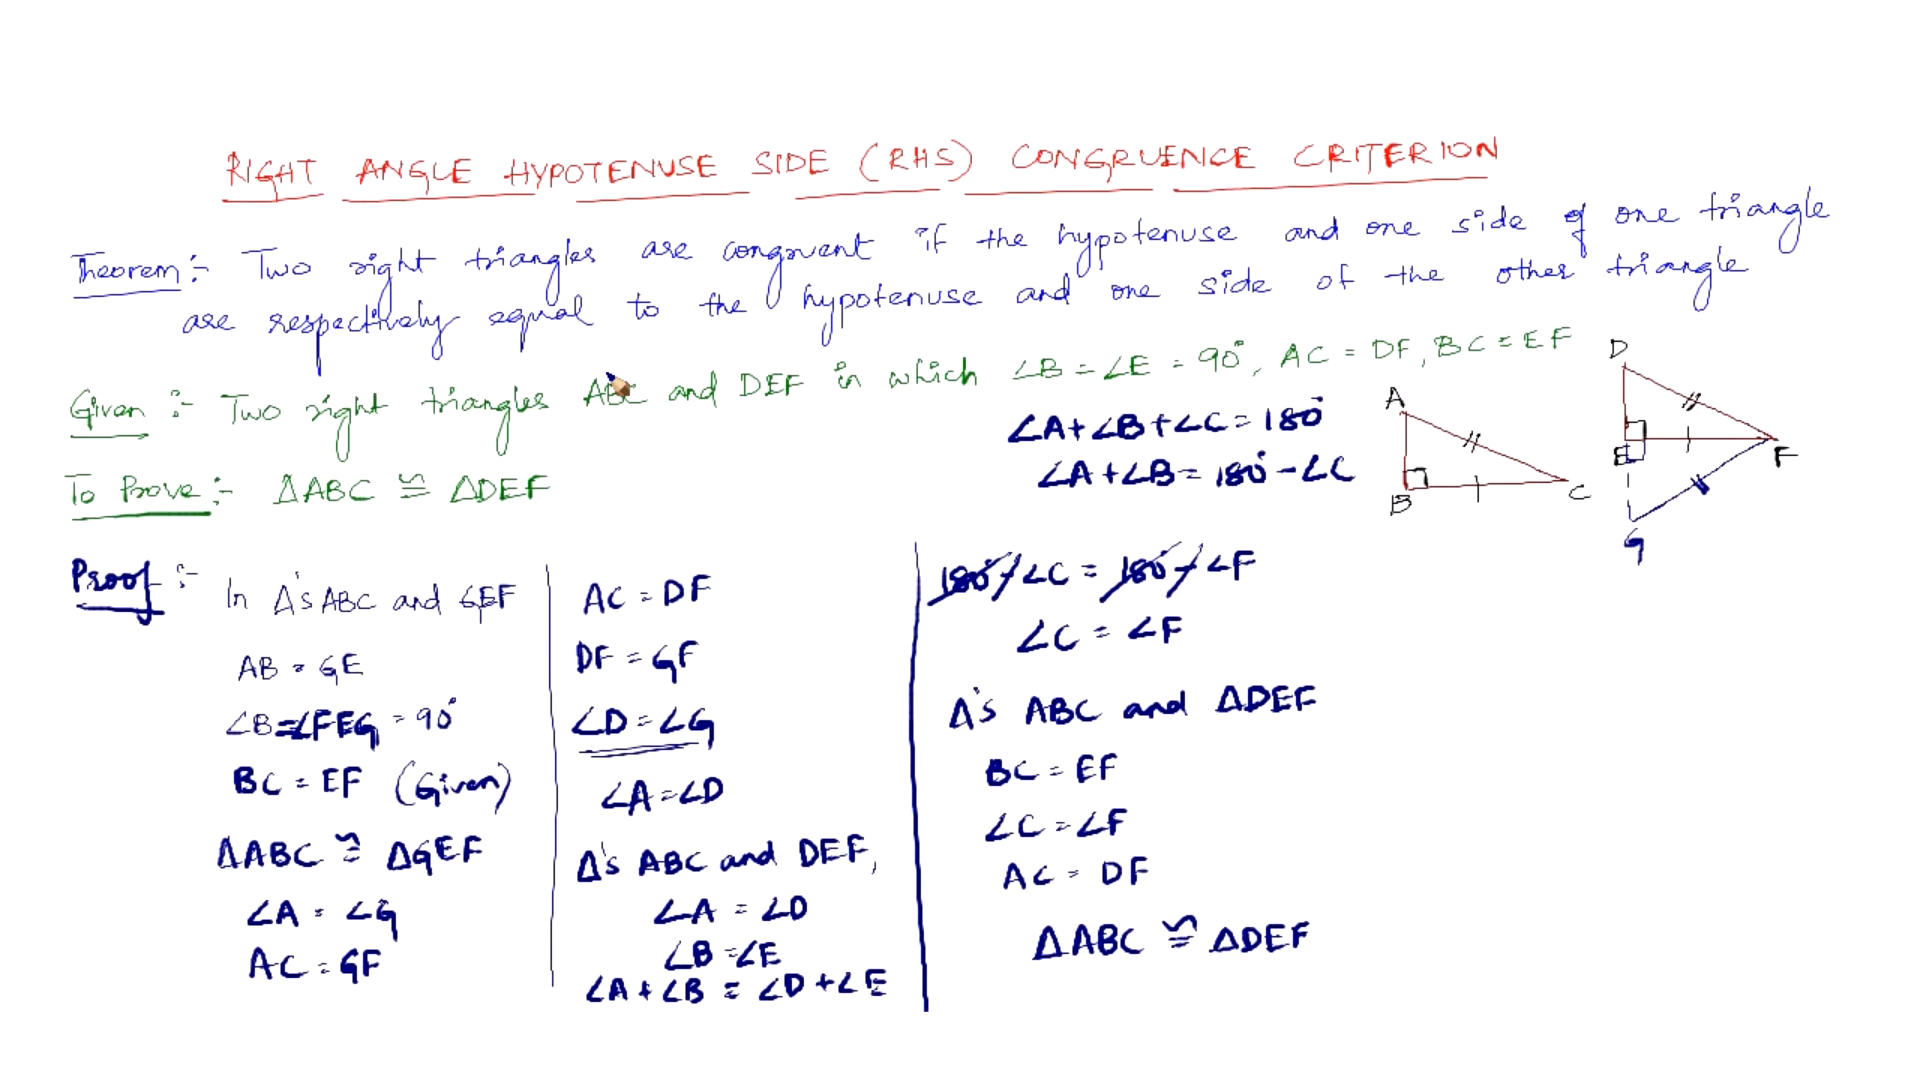 RIGHT ANGLE HYPOTENUSE SIDE (RHS) CONGRUENCE CRITERION
Theorem :- Two right triangles are congruent if the hypotenuse and one side of one triangle
are respectively equal to the hypotenuse and one side of the other triangle
Given :- Two right triangles ABC and DEF in which ∠B = ∠E = 90°, AC = DF, BC = EF
To Prove :- ΔABC ≅ ΔDEF
∠A+∠B+∠C = 180°
∠A+∠B = 180° - ∠C
A
B
C
D
E
F
G
Proof :-
In Δ's ABC and GEF
AB = GE
∠B = ∠FEG = 90°
BC = EF (Given)
ΔABC ≅ ΔGEF
∠A = ∠G
AC = GF
AC = DF
DF = GF
∠D = ∠G
∠A = ∠D
Δ's ABC and DEF,
∠A = ∠D
∠B = ∠E
∠A + ∠B = ∠D + ∠E
180° - ∠C = 180° - ∠F
∠C = ∠F
Δ's ABC and ΔDEF
BC = EF
∠C = ∠F
AC = DF
ΔABC ≅ ΔDEF